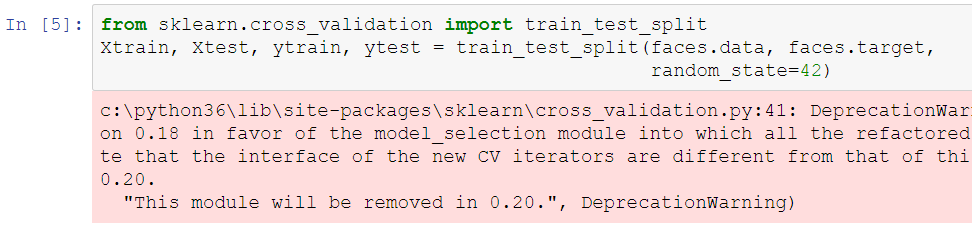 In [5]: from sklearn.cross_validation import train_test_split
Xtrain, Xtest, ytrain, ytest = train_test_split(faces.data, faces.target,
random_state=42)
c:\python36\lib\site-packages\sklearn\cross_validation.py:41: DeprecationWar
on 0.18 in favor of the model_selection module into which all the refactored
te that the interface of the new CV iterators are different from that of thi
0.20.
"This module will be removed in 0.20.", DeprecationWarning)